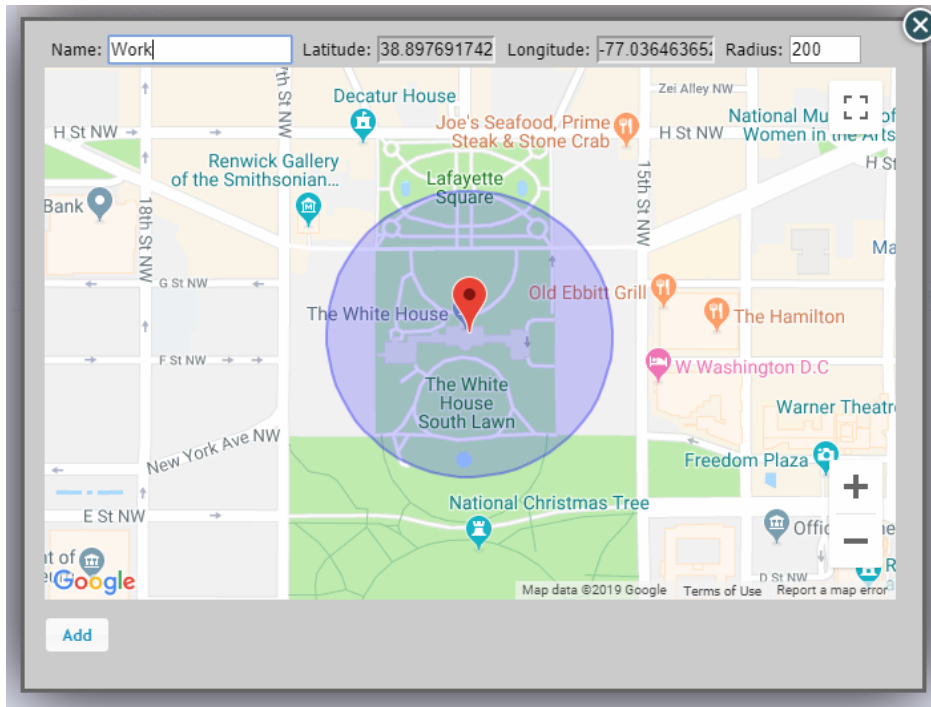 Name: Work Latitude: 38.897691742 Longitude: -77.036463652 Radius: 200
Zei Alley NW
Decatur House
Joe's Seafood, Prime
Steak & Stone Crab
National Mu of
Women in the Arts
H St NW
H St NW
H St
Renwick Gallery
of the Smithsonian...
Lafayette
Square
Bank
18th St NW
15th St NW
Ma
G St NW
Old Ebbitt Grill
The White House
The Hamilton
F St NW
W Washington D.C
The White
House
South Lawn
Warner Theatr
New York Ave NW
Freedom Plaza
National Christmas Tree
E St NW
Offic
D St NW
Google
Map data ©2019 Google Terms of Use Report a map error
Add